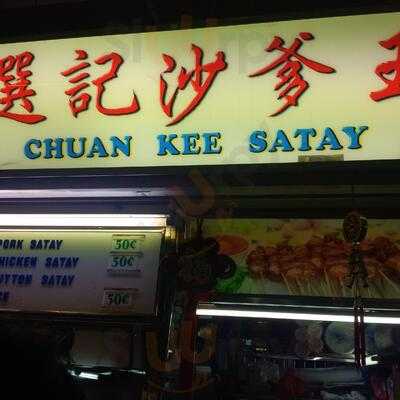 選記沙爹王
CHUAN KEE SATAY
PORK SATAY 50¢
CHICKEN SATAY 50¢
MUTTON SATAY
50¢